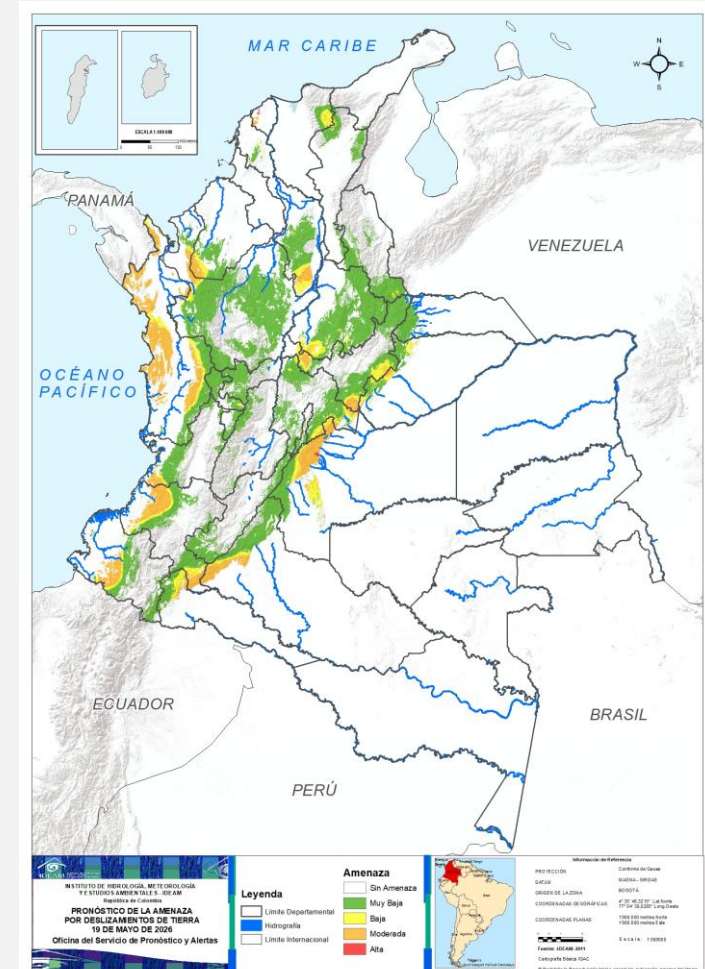 MAR CARIBE
N
W
E
S
ESCALA 1:800.000
PANAMÁ
VENEZUELA
OCÉANO
PACÍFICO
ECUADOR
BRASIL
PERÚ
IDEAM
INSTITUTO DE HIDROLOGÍA, METEOROLOGÍA
Y ESTUDIOS AMBIENTALES - IDEAM
República de Colombia
PRONÓSTICO DE LA AMENAZA
POR DESLIZAMIENTOS DE TIERRA
19 DE MAYO DE 2026
Oficina del Servicio de Pronóstico y Alertas
Leyenda
Límite Departamental
Hidrografía
Límite Internacional
Amenaza
Sin Amenaza
Muy Baja
Baja
Moderada
Alta
Información de Referencia
PROYECCIÓN Conforme de Gauss
DATUM MAGNA - SIRGAS
ORIGEN DE LA ZONA BOGOTÁ
COORDENADAS GEOGRÁFICAS
COORDENADAS PLANAS
Fuente: IDEAM 2011
Cartografía Básica IGAC